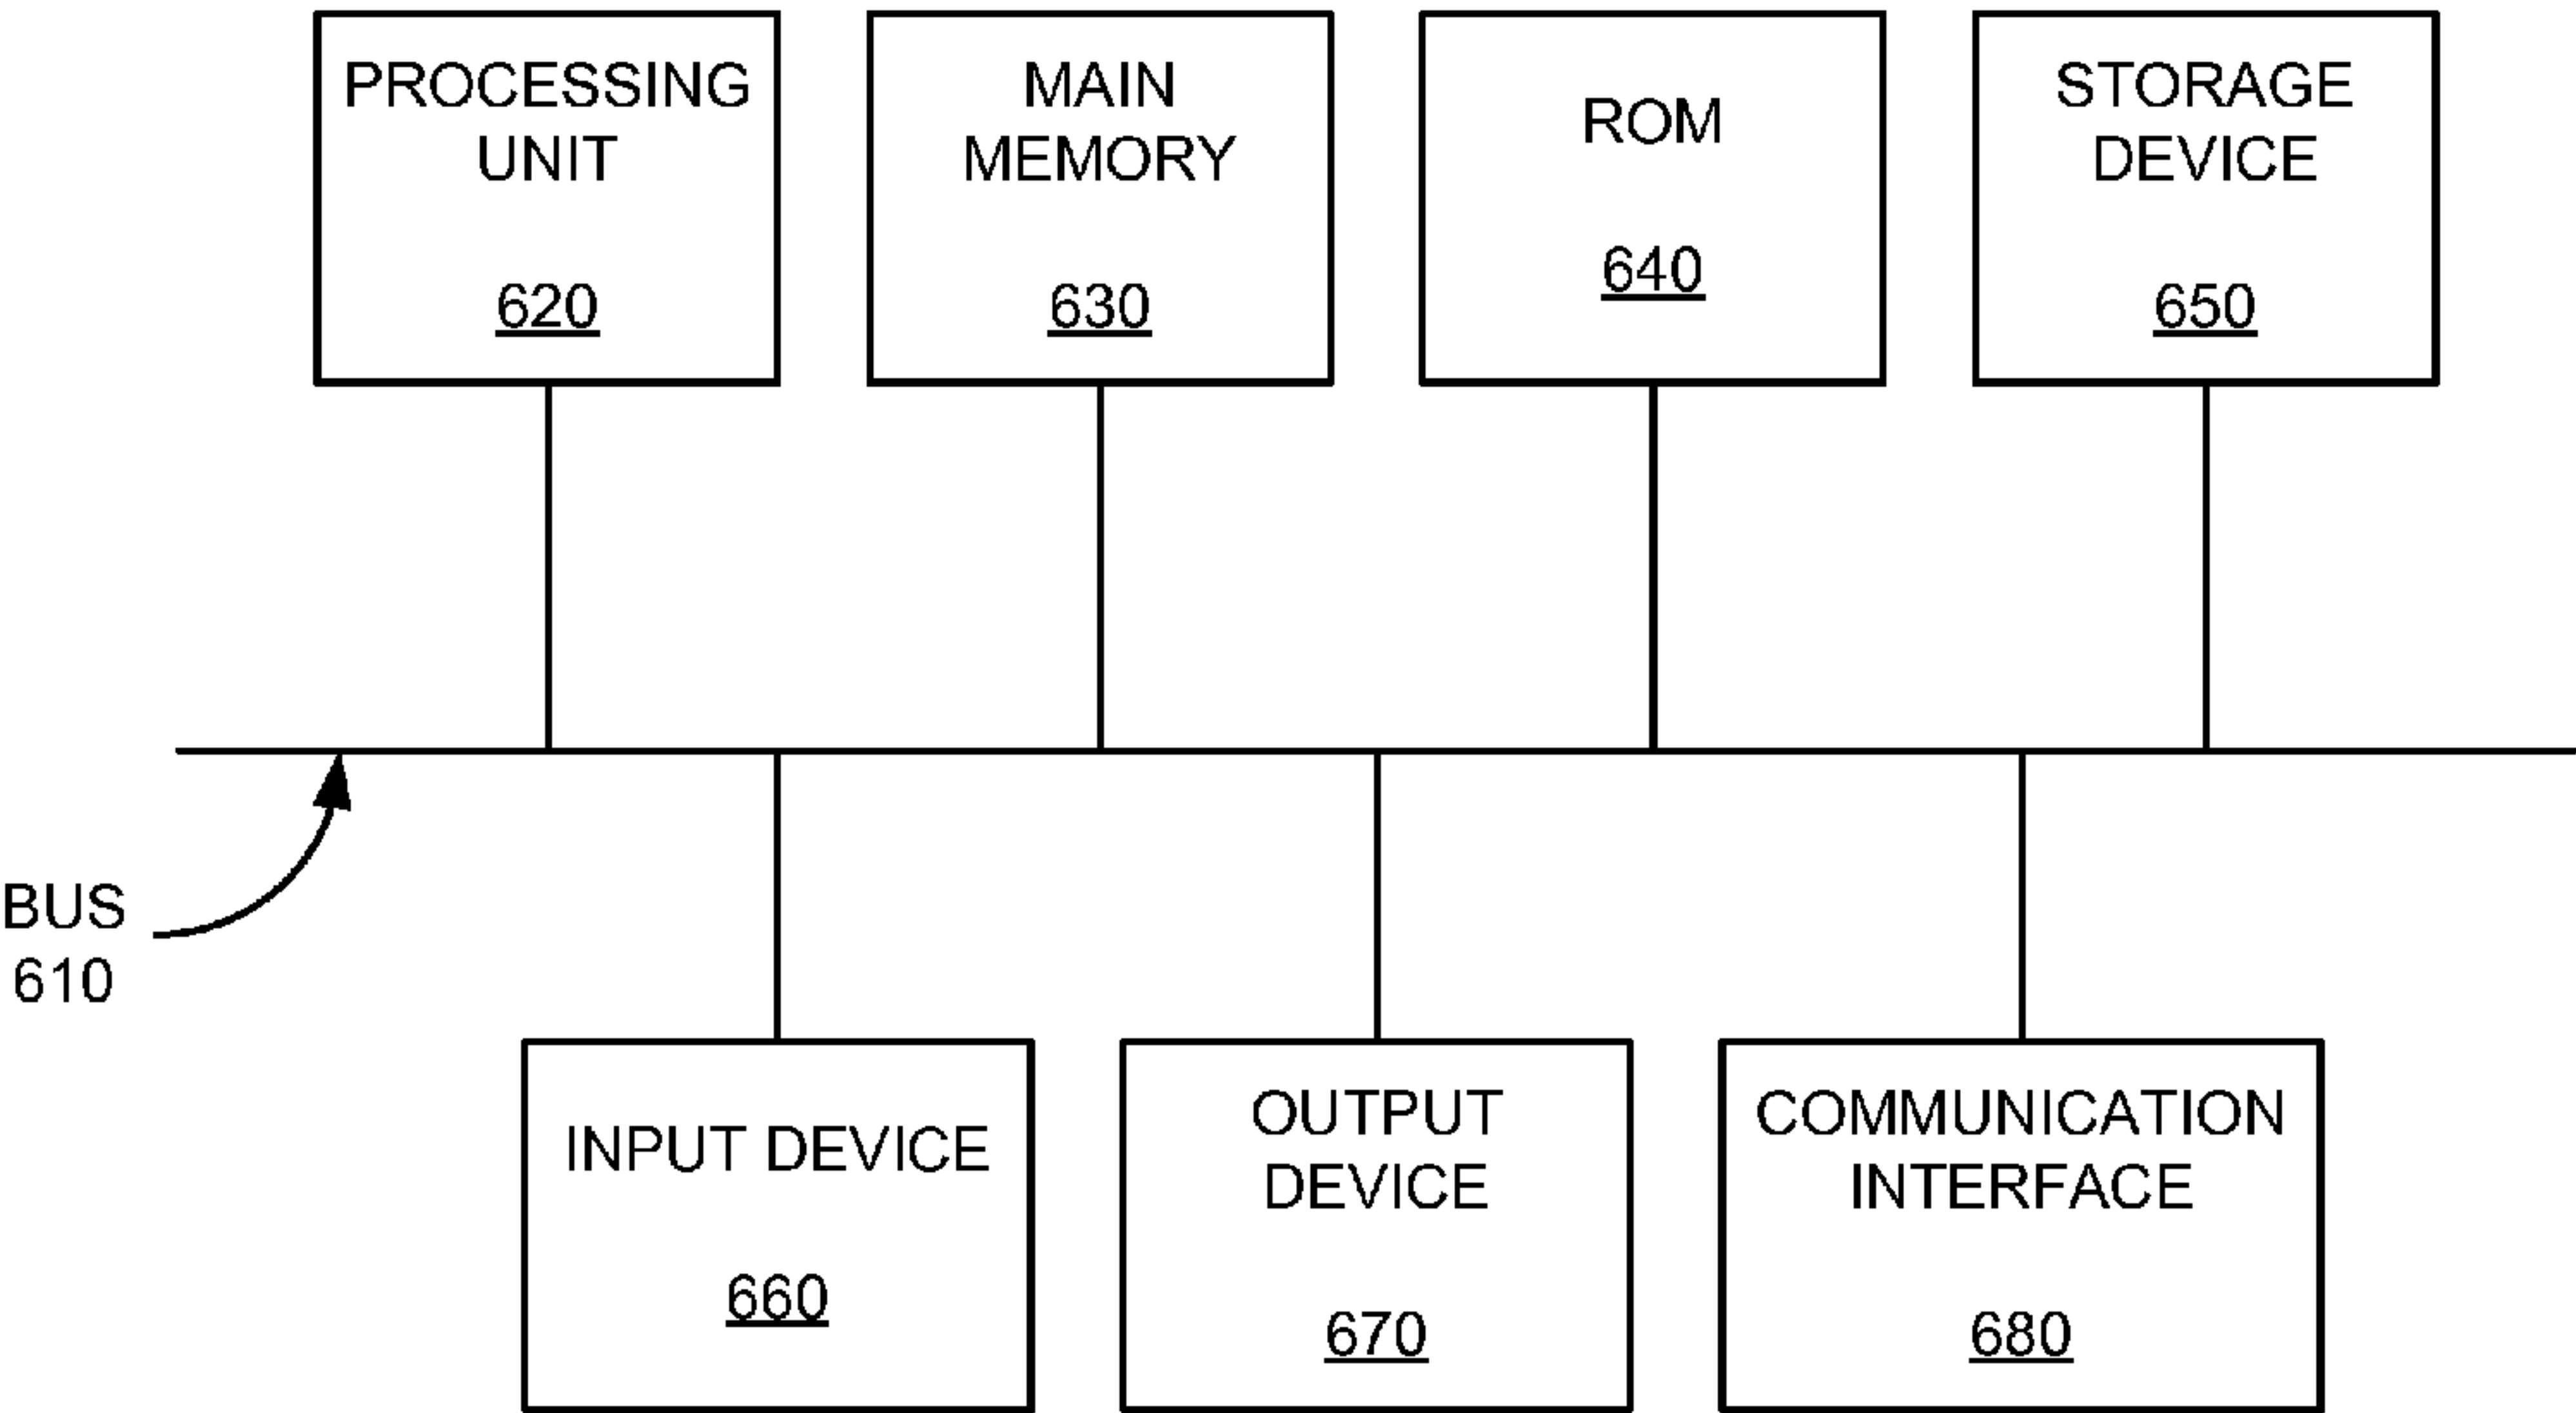 PROCESSING
UNIT
620
MAIN
MEMORY
630
ROM
640
STORAGE
DEVICE
650
BUS
610
INPUT DEVICE
660
OUTPUT
DEVICE
670
COMMUNICATION
INTERFACE
680